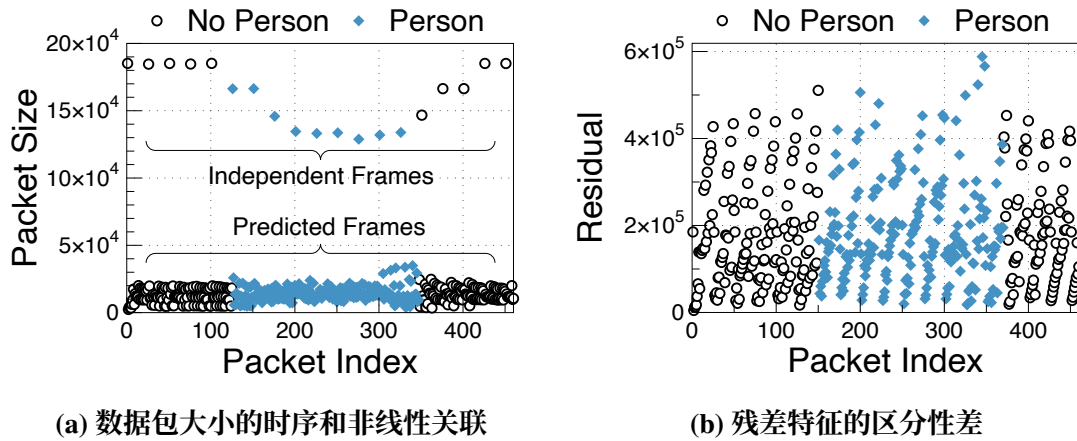 No Person Person
20×10⁴
15×10⁴
10×10⁴
5×10⁴
0
Packet Size
Independent Frames
Predicted Frames
0 100 200 300 400
Packet Index
(a) 数据包大小的时序和非线性关联
No Person Person
6×10⁵
4×10⁵
2×10⁵
0
Residual
0 100 200 300 400
Packet Index
(b) 残差特征的区分性差